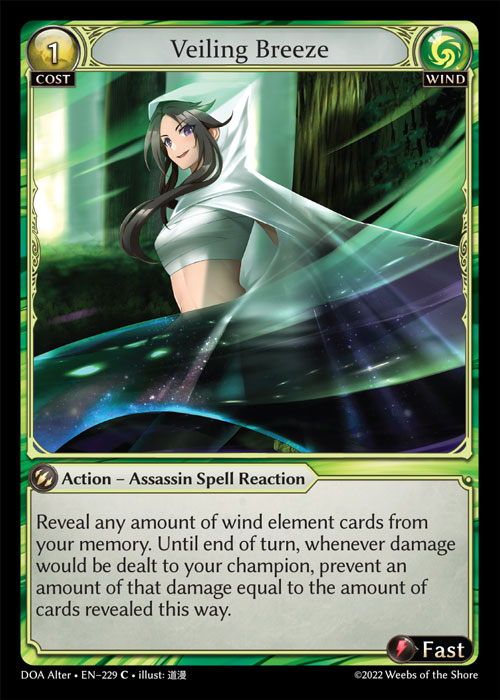 1
Veiling Breeze
COST
WIND
Action – Assassin Spell Reaction
Reveal any amount of wind element cards from
your memory. Until end of turn, whenever damage
would be dealt to your champion, prevent an
amount of that damage equal to the amount of
cards revealed this way.
Fast
DOA Alter • EN–229 C • illust: 道漫
©2022 Weebs of the Shore